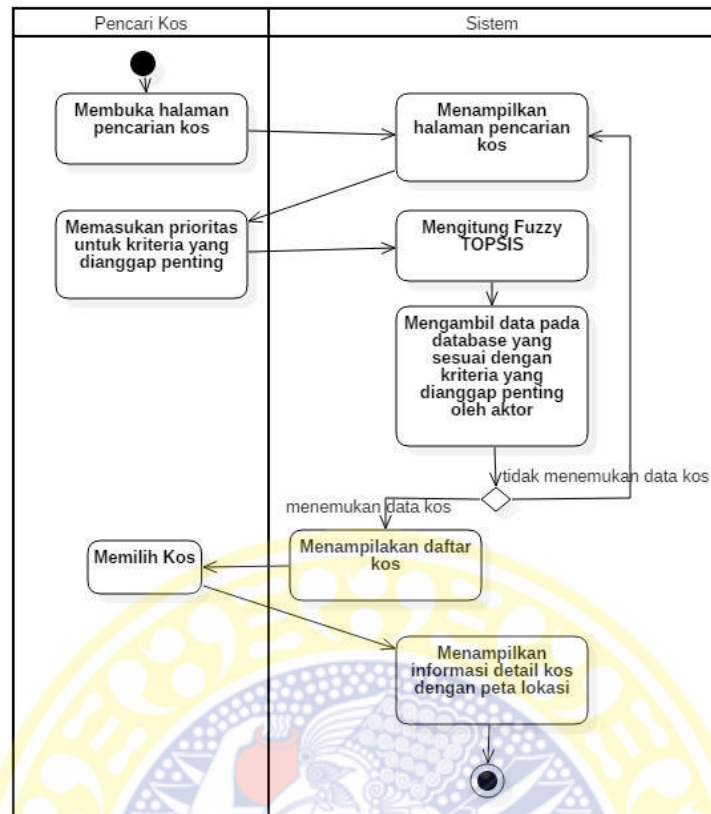 Pencari Kos
Sistem
Membuka halaman
pencarian kos
Menampilkan
halaman pencarian
kos
Memasukan prioritas
untuk kriteria yang
dianggap penting
Mengitung Fuzzy
TOPSIS
Mengambil data pada
database yang
sesuai dengan
kriteria yang
dianggap penting
oleh aktor
tidak menemukan data kos
menemukan data kos
Menampilakan daftar
kos
Memilih Kos
Menampilkan
informasi detail kos
dengan peta lokasi